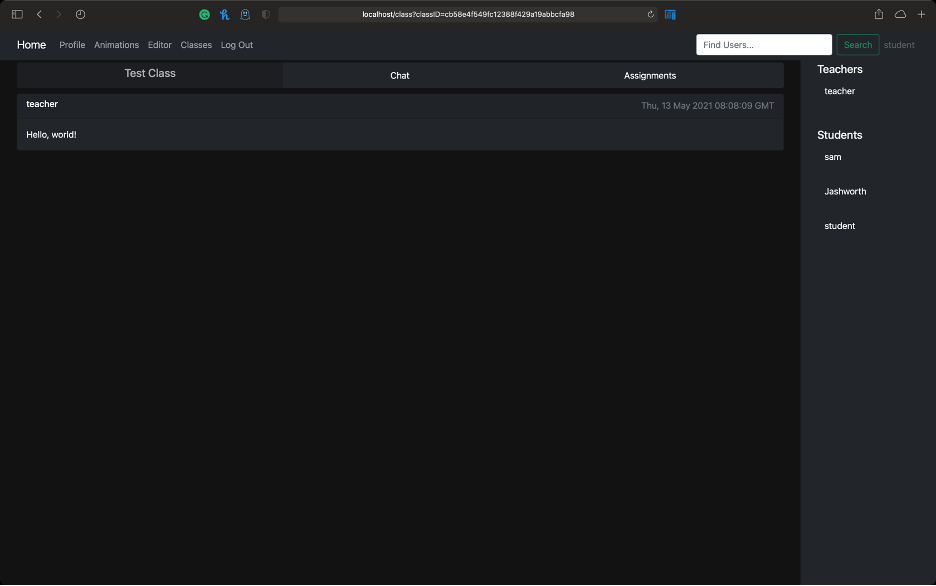 localhost/class?classID=cb58e4f549fc12388f429a19abbcfa98
Home Profile Animations Editor Classes Log Out Find Users... Search student
Test Class Chat Assignments
teacher Thu, 13 May 2021 08:08:09 GMT
Hello, world!
Teachers
teacher
Students
sam
Jashworth
student